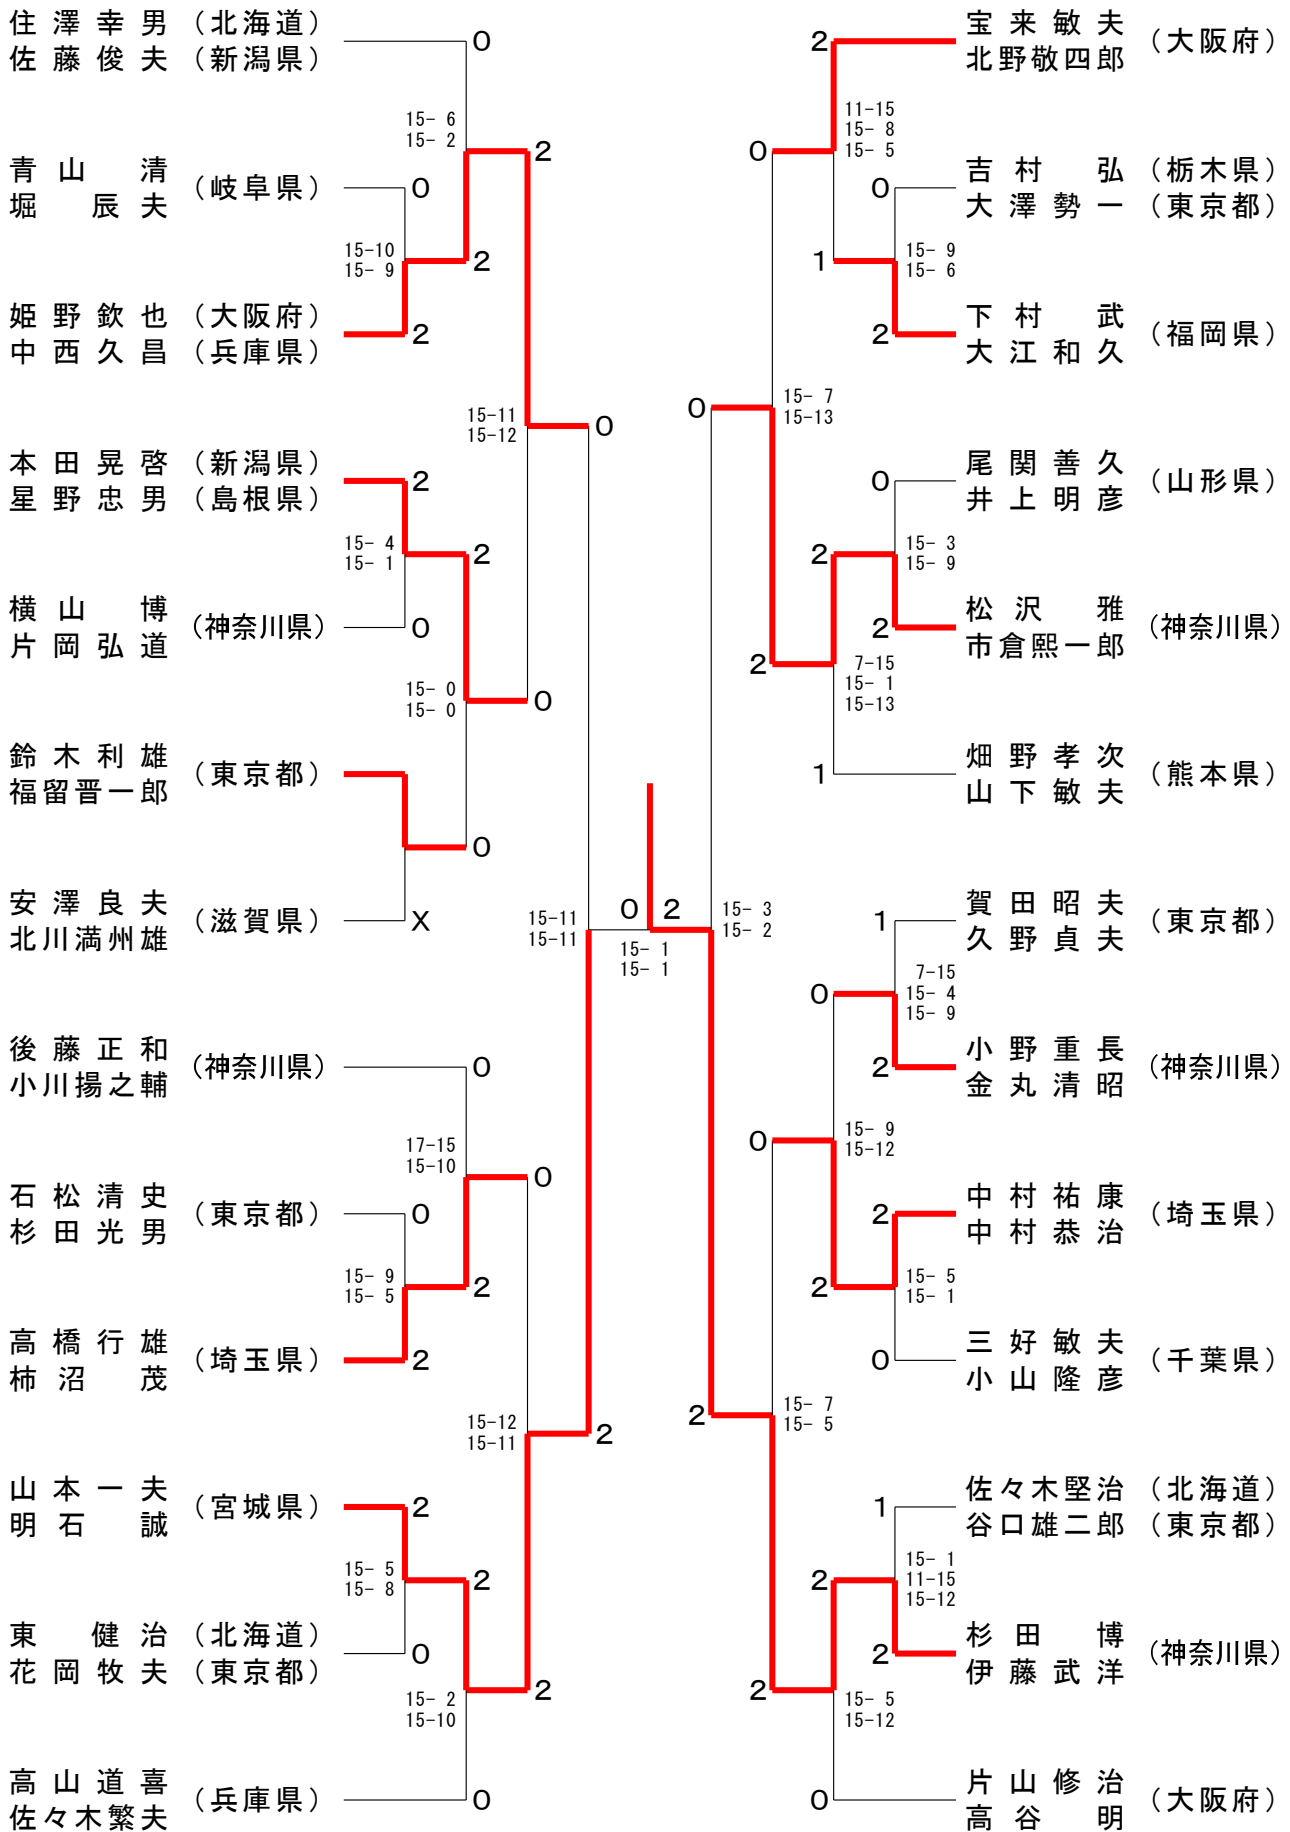 住澤幸男（北海道）
佐藤俊夫（新潟県）
0
15- 6
15- 2
2
青山　清
堀　辰夫
（岐阜県）
0
15-10
15- 9
2
姫野欽也（大阪府）
中西久昌（兵庫県）
2
15-11
15-12
0
本田晃啓（新潟県）
星野忠男（島根県）
2
15- 4
15- 1
2
横山　博
片岡弘道
（神奈川県）
0
15- 0
15- 0
0
鈴木利雄
福留晋一郎
（東京都）
0
安澤良夫
北川満州雄
（滋賀県）
X
15-11
15-11
0 2
15- 1
15- 1
後藤正和
小川揚之輔
（神奈川県）
0
17-15
15-10
0
石松清史
杉田光男
（東京都）
0
15- 9
15- 5
2
高橋行雄
柿沼　茂
（埼玉県）
2
15-12
15-11
2
山本一夫
明石　誠
（宮城県）
2
15- 5
15- 8
2
東　健治（北海道）
花岡牧夫（東京都）
0
15- 2
15-10
2
高山道喜
佐々木繁夫
（兵庫県）
0
2
宝来敏夫
北野敬四郎
（大阪府）
11-15
15- 8
15- 5
0
0
吉村　弘（栃木県）
大澤勢一（東京都）
1
15- 9
15- 6
2
下村　武
大江和久
（福岡県）
0
15- 7
15-13
0
尾関善久
井上明彦
（山形県）
2
15- 3
15- 9
2
松沢　雅
市倉熙一郎
（神奈川県）
2
7-15
15- 1
15-13
1
畑野孝次
山下敏夫
（熊本県）
15- 3
15- 2
1
賀田昭夫
久野貞夫
（東京都）
0
7-15
15- 4
15- 9
2
小野重長
金丸清昭
（神奈川県）
0
15- 9
15-12
2
中村祐康
中村恭治
（埼玉県）
2
15- 5
15- 1
0
三好敏夫
小山隆彦
（千葉県）
2
15- 7
15- 5
1
佐々木堅治（北海道）
谷口雄二郎（東京都）
2
15- 1
11-15
15-12
2
杉田　博
伊藤武洋
（神奈川県）
2
15- 5
15-12
0
片山修治
高谷　明
（大阪府）